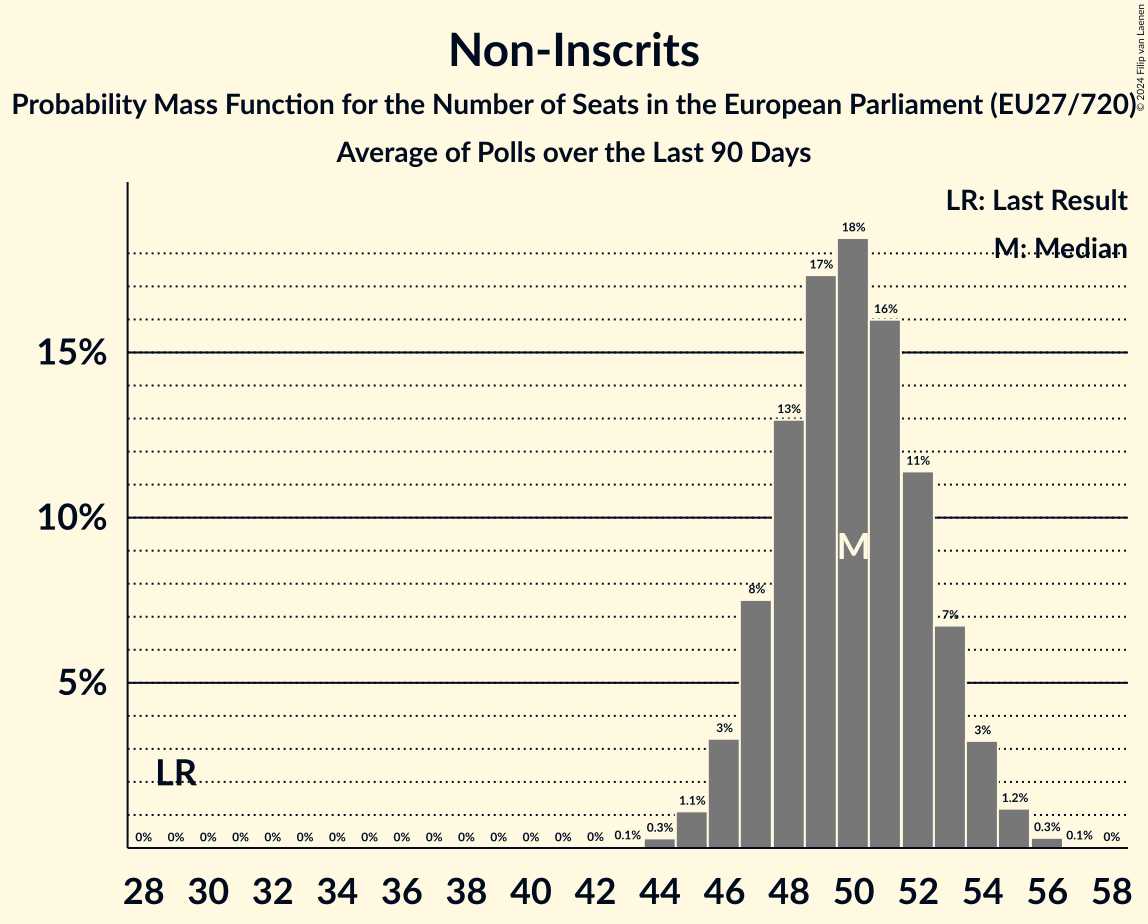 Non-Inscrits
Probability Mass Function for the Number of Seats in the European Parliament (EU27/720)
Average of Polls over the Last 90 Days
© 2024 Filip van Laenen
LR: Last Result
M: Median
18%
17%
16%
15%
13%
11%
10%
M
8%
7%
5%
3%
3%
LR
1.1%
1.2%
0% 0% 0% 0% 0% 0% 0% 0% 0% 0% 0% 0% 0% 0% 0% 0.1% 0.3% 0.3% 0.1% 0%
28 30 32 34 36 38 40 42 44 46 48 50 52 54 56 58